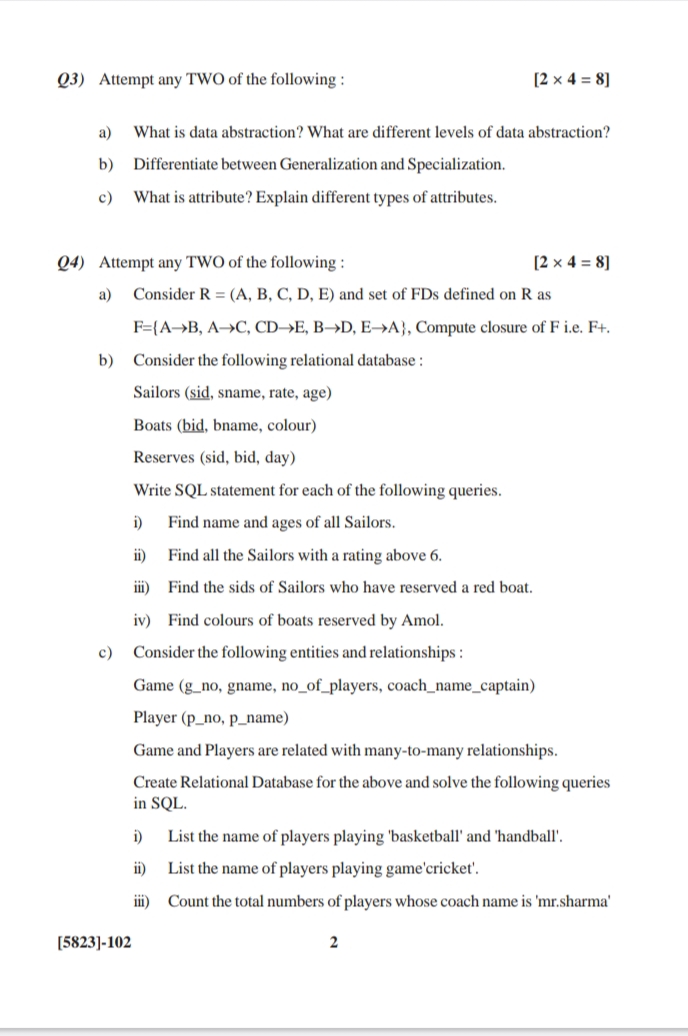 Q3) Attempt any TWO of the following : [2 × 4 = 8]
a) What is data abstraction? What are different levels of data abstraction?
b) Differentiate between Generalization and Specialization.
c) What is attribute? Explain different types of attributes.
Q4) Attempt any TWO of the following : [2 × 4 = 8]
a) Consider R = (A, B, C, D, E) and set of FDs defined on R as
F={A→B, A→C, CD→E, B→D, E→A}, Compute closure of F i.e. F+.
b) Consider the following relational database :
Sailors (sid, sname, rate, age)
Boats (bid, bname, colour)
Reserves (sid, bid, day)
Write SQL statement for each of the following queries.
i) Find name and ages of all Sailors.
ii) Find all the Sailors with a rating above 6.
iii) Find the sids of Sailors who have reserved a red boat.
iv) Find colours of boats reserved by Amol.
c) Consider the following entities and relationships :
Game (g_no, gname, no_of_players, coach_name_captain)
Player (p_no, p_name)
Game and Players are related with many-to-many relationships.
Create Relational Database for the above and solve the following queries
in SQL.
i) List the name of players playing 'basketball' and 'handball'.
ii) List the name of players playing game'cricket'.
iii) Count the total numbers of players whose coach name is 'mr.sharma'
[5823]-102 2